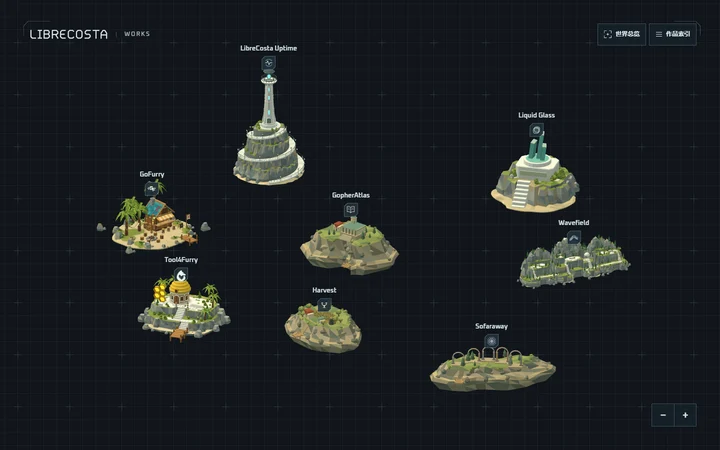 LIBRECOSTA | WORKS
世界总览
作品索引
LibreCosta Uptime
Liquid Glass
GoFurry
GopherAtlas
Wavefield
Tool4Furry
Harvest
Sofaraway
− +